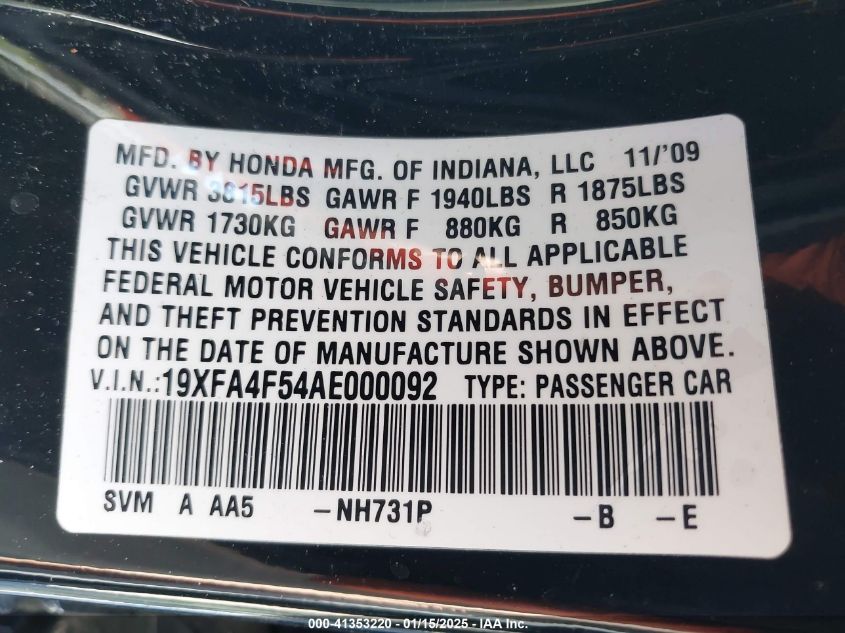 MFD. BY HONDA MFG. OF INDIANA, LLC 11/'09
GVWR 3815LBS GAWR F 1940LBS R 1875LBS
GVWR 1730KG GAWR F 880KG R 850KG
THIS VEHICLE CONFORMS TO ALL APPLICABLE
FEDERAL MOTOR VEHICLE SAFETY, BUMPER,
AND THEFT PREVENTION STANDARDS IN EFFECT
ON THE DATE OF MANUFACTURE SHOWN ABOVE.
V.I.N.:19XFA4F54AE000092 TYPE: PASSENGER CAR
SVM A AA5 -NH731P -B -E
000-41353220 - 01/15/2025 - IAA Inc.